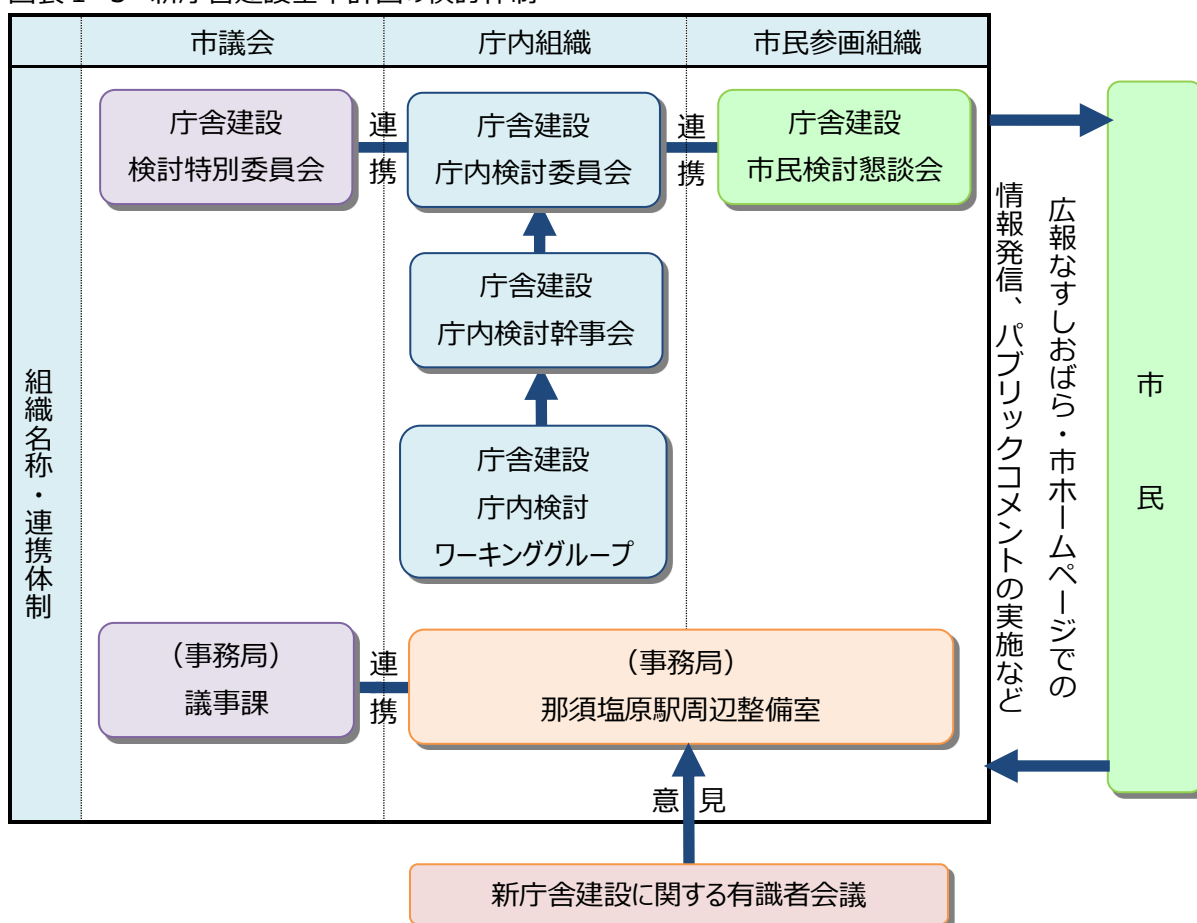 市議会
庁内組織
市民参画組織
組織名称・連携体制
庁舎建設
検討特別委員会
連携
庁舎建設
庁内検討委員会
連携
庁舎建設
市民検討懇談会
庁舎建設
庁内検討幹事会
庁舎建設
庁内検討
ワーキンググループ
（事務局）
議事課
連携
（事務局）
那須塩原駅周辺整備室
意見
新庁舎建設に関する有識者会議
広報なすしおばら・市ホームページでの
情報発信、パブリックコメントの実施など
市民